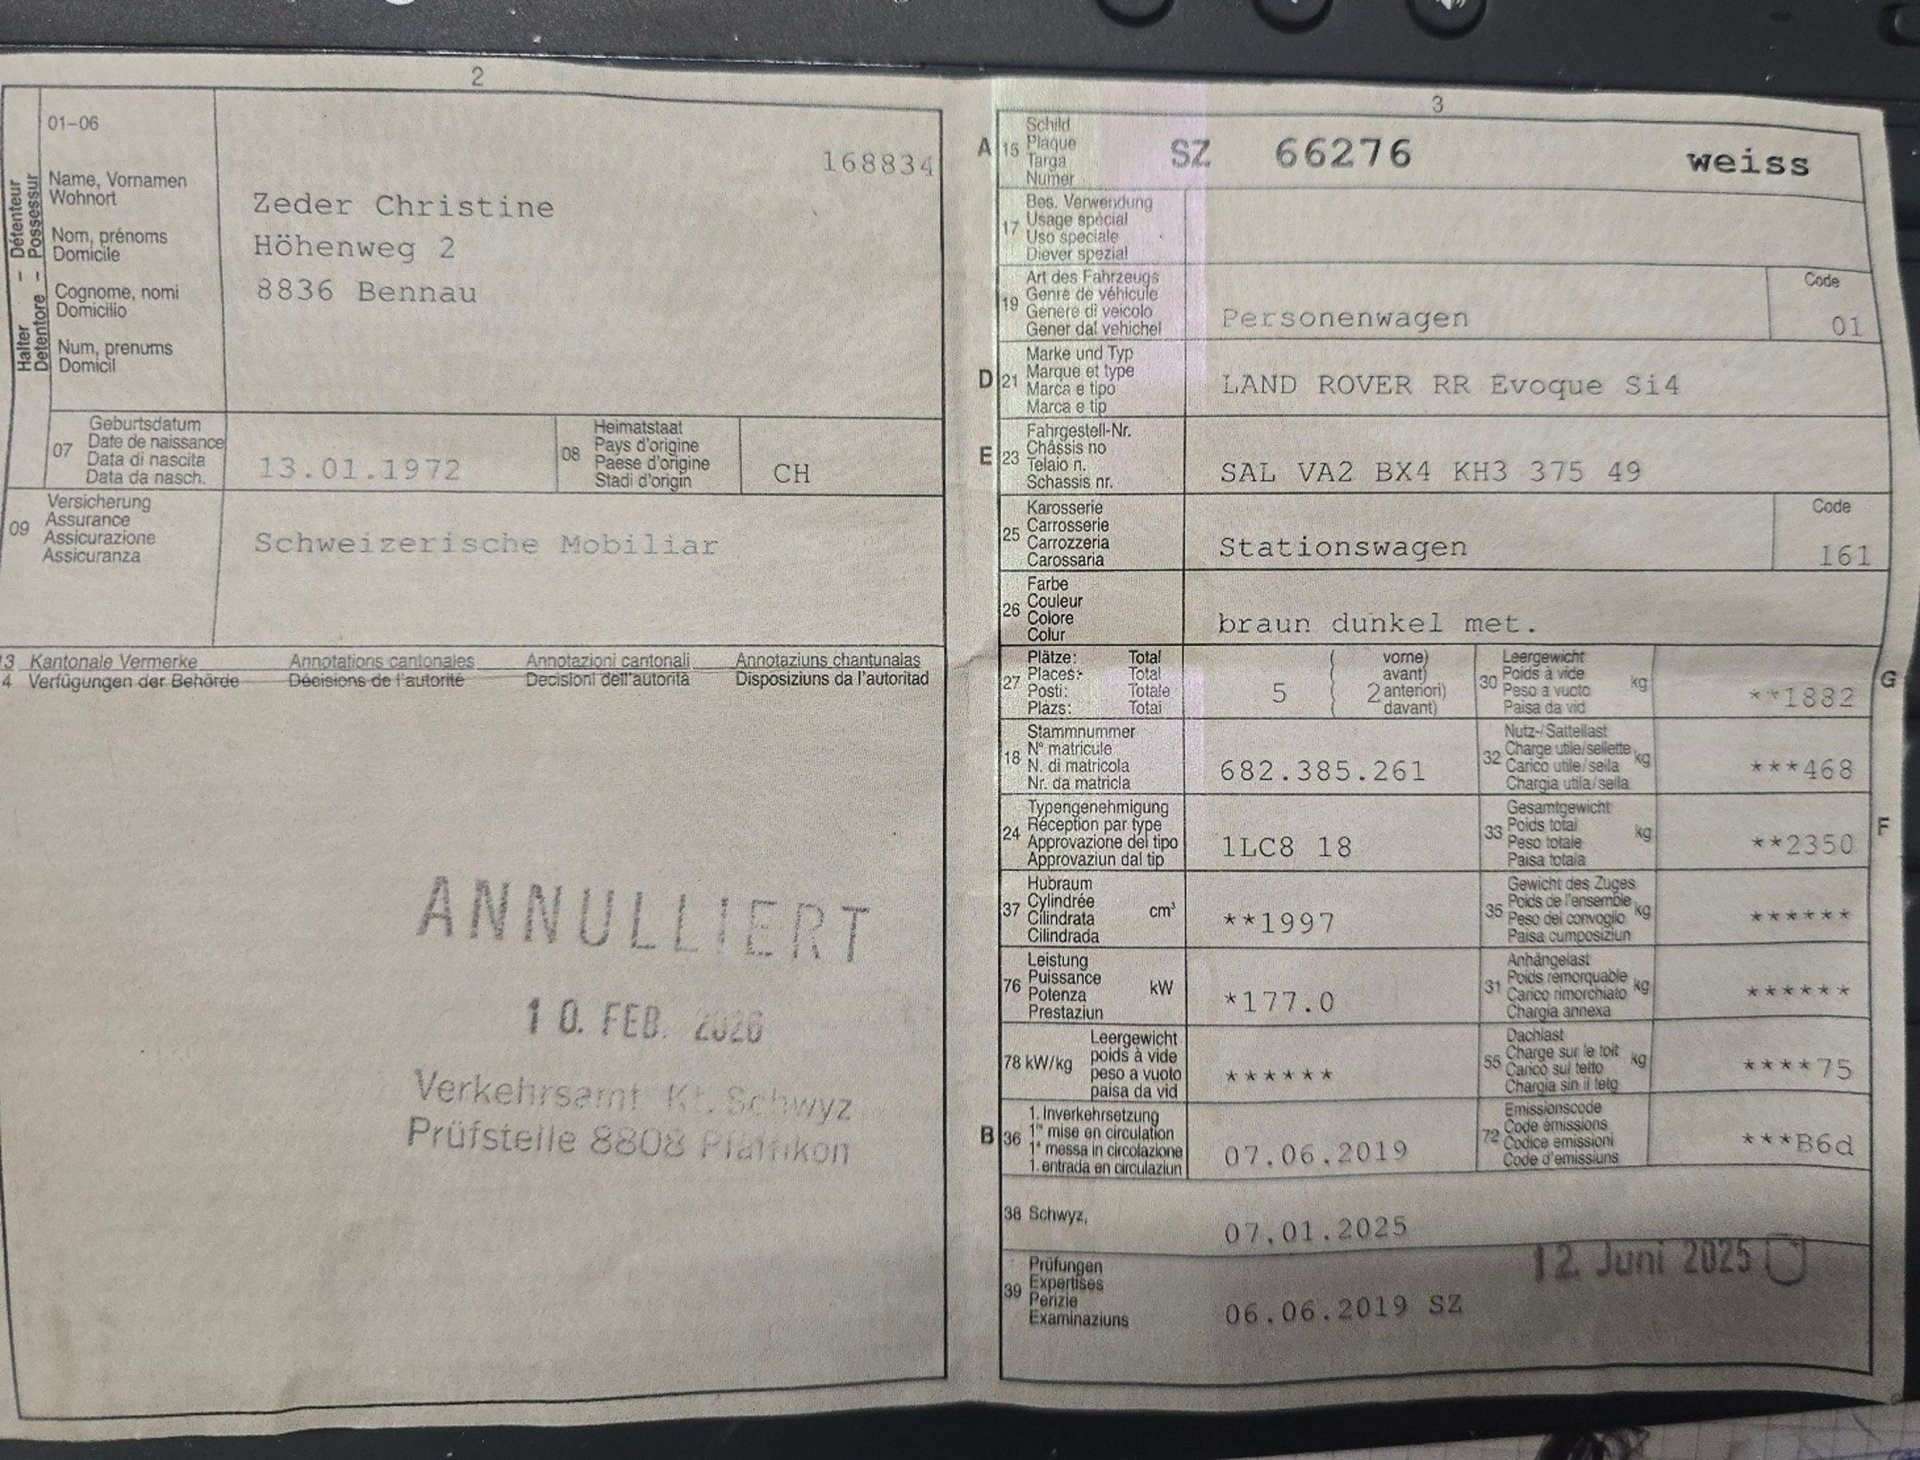 2
01-06
168834
Halter - Détenteur
Detentore - Possessur
Name, Vornamen
Wohnort
Nom, prénoms
Domicile
Cognome, nomi
Domicilio
Num, prenums
Domicil
Zeder Christine
Höhenweg 2
8836 Bennau
07
Geburtsdatum
Date de naissance
Data di nascita
Data da nasch.
13.01.1972
08
Heimatstaat
Pays d'origine
Paese d'origine
Stadi d'origin
CH
09
Versicherung
Assurance
Assicurazione
Assicuranza
Schweizerische Mobiliar
13 Kantonale Vermerke Annotations cantonales Annotazioni cantonali Annotaziuns chantunalas
14 Verfügungen der Behörde Décisions de l'autorité Decisioni dell'autorità Disposiziuns da l'autoritad
ANNULLIERT
10. FEB. 2026
Verkehrsamt Kt. Schwyz
Prüfstelle 8808 Pfäffikon
3
A 15
Schild
Plaque
Targa
Numer
SZ 66276 weiss
17
Bes. Verwendung
Usage spécial
Uso speciale
Diever spezial
19
Art des Fahrzeugs
Genre de véhicule
Genere di veicolo
Gener dal vehichel
Personenwagen
Code
01
D 21
Marke und Typ
Marque et type
Marca e tipo
Marca e tip
LAND ROVER RR Evoque Si4
E 23
Fahrgestell-Nr.
Châssis no
Telaio n.
Schassis nr.
SAL VA2 BX4 KH3 375 49
25
Karosserie
Carrosserie
Carrozzeria
Carossaria
Stationswagen
Code
161
26
Farbe
Couleur
Colore
Colur
braun dunkel met.
27
Plätze: Total
Places: Total
Posti: Totale
Plazs: Total
5
( vorne)
avant)
2 anteriori)
( davant)
30
Leergewicht
Poids à vide
Peso a vuoto
Paisa da vid
kg
**1882
G
18
Stammnummer
N° matricule
N. di matricola
Nr. da matricla
682.385.261
32
Nutz-/Sattellast
Charge utile/sellette
Carico utile/sella
Chargia utila/sella
kg
***468
24
Typengenehmigung
Réception par type
Approvazione del tipo
Approvaziun dal tip
1LC8 18
33
Gesamtgewicht
Poids total
Peso totale
Paisa totala
kg
**2350
F
37
Hubraum
Cylindrée
Cilindrata
Cilindrada
cm³
**1997
35
Gewicht des Zuges
Poids de l'ensemble
Peso del convoglio
Paisa cumposiziun
kg
******
76
Leistung
Puissance
Potenza
Prestaziun
kW
*177.0
31
Anhängelast
Poids remorquable
Carico rimorchiato
Chargia annexa
kg
******
78 kW/kg
Leergewicht
poids à vide
peso a vuoto
paisa da vid
******
55
Dachlast
Charge sur le toit
Carico sul tetto
Chargia sin il tetg
kg
****75
B 36
1. Inverkehrsetzung
1re mise en circulation
1a messa in circolazione
1. entrada en circulaziun
07.06.2019
72
Emissionscode
Code émissions
Codice emissioni
Code d'emissiuns
***B6d
38 Schwyz,
07.01.2025
12. Juni 2025
39
Prüfungen
Expertises
Perizie
Examinaziuns
06.06.2019 SZ